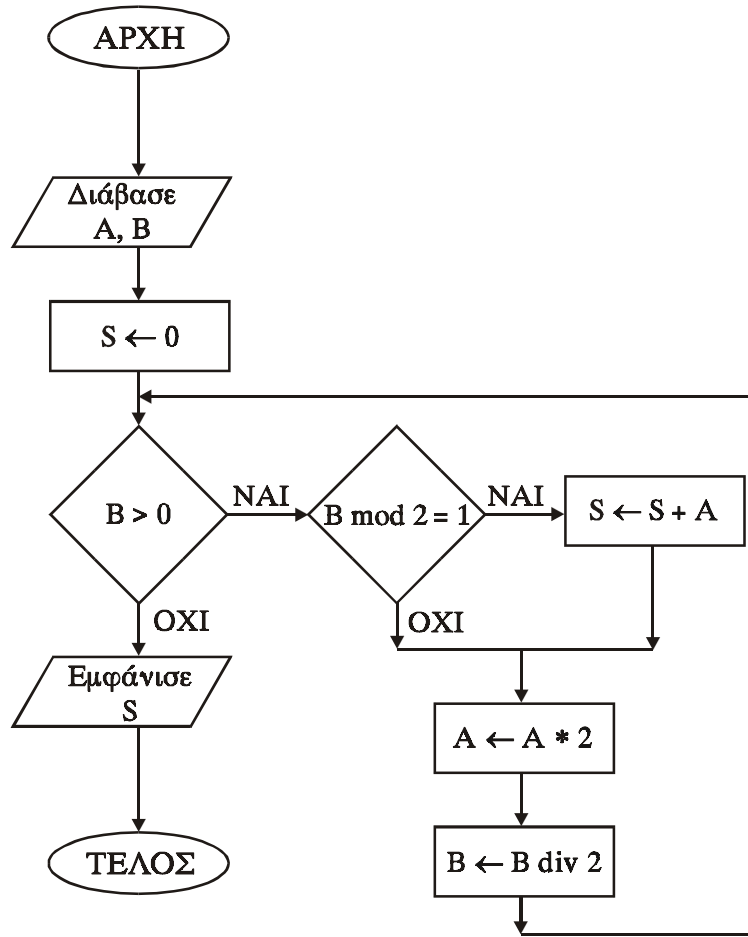 ΑΡΧΗ
Διάβασε
Α, Β
S ← 0
Β > 0
ΝΑΙ
Β mod 2 = 1
ΝΑΙ
S ← S + Α
ΟΧΙ
ΟΧΙ
Εμφάνισε
S
Α ← Α * 2
Β ← Β div 2
ΤΕΛΟΣ